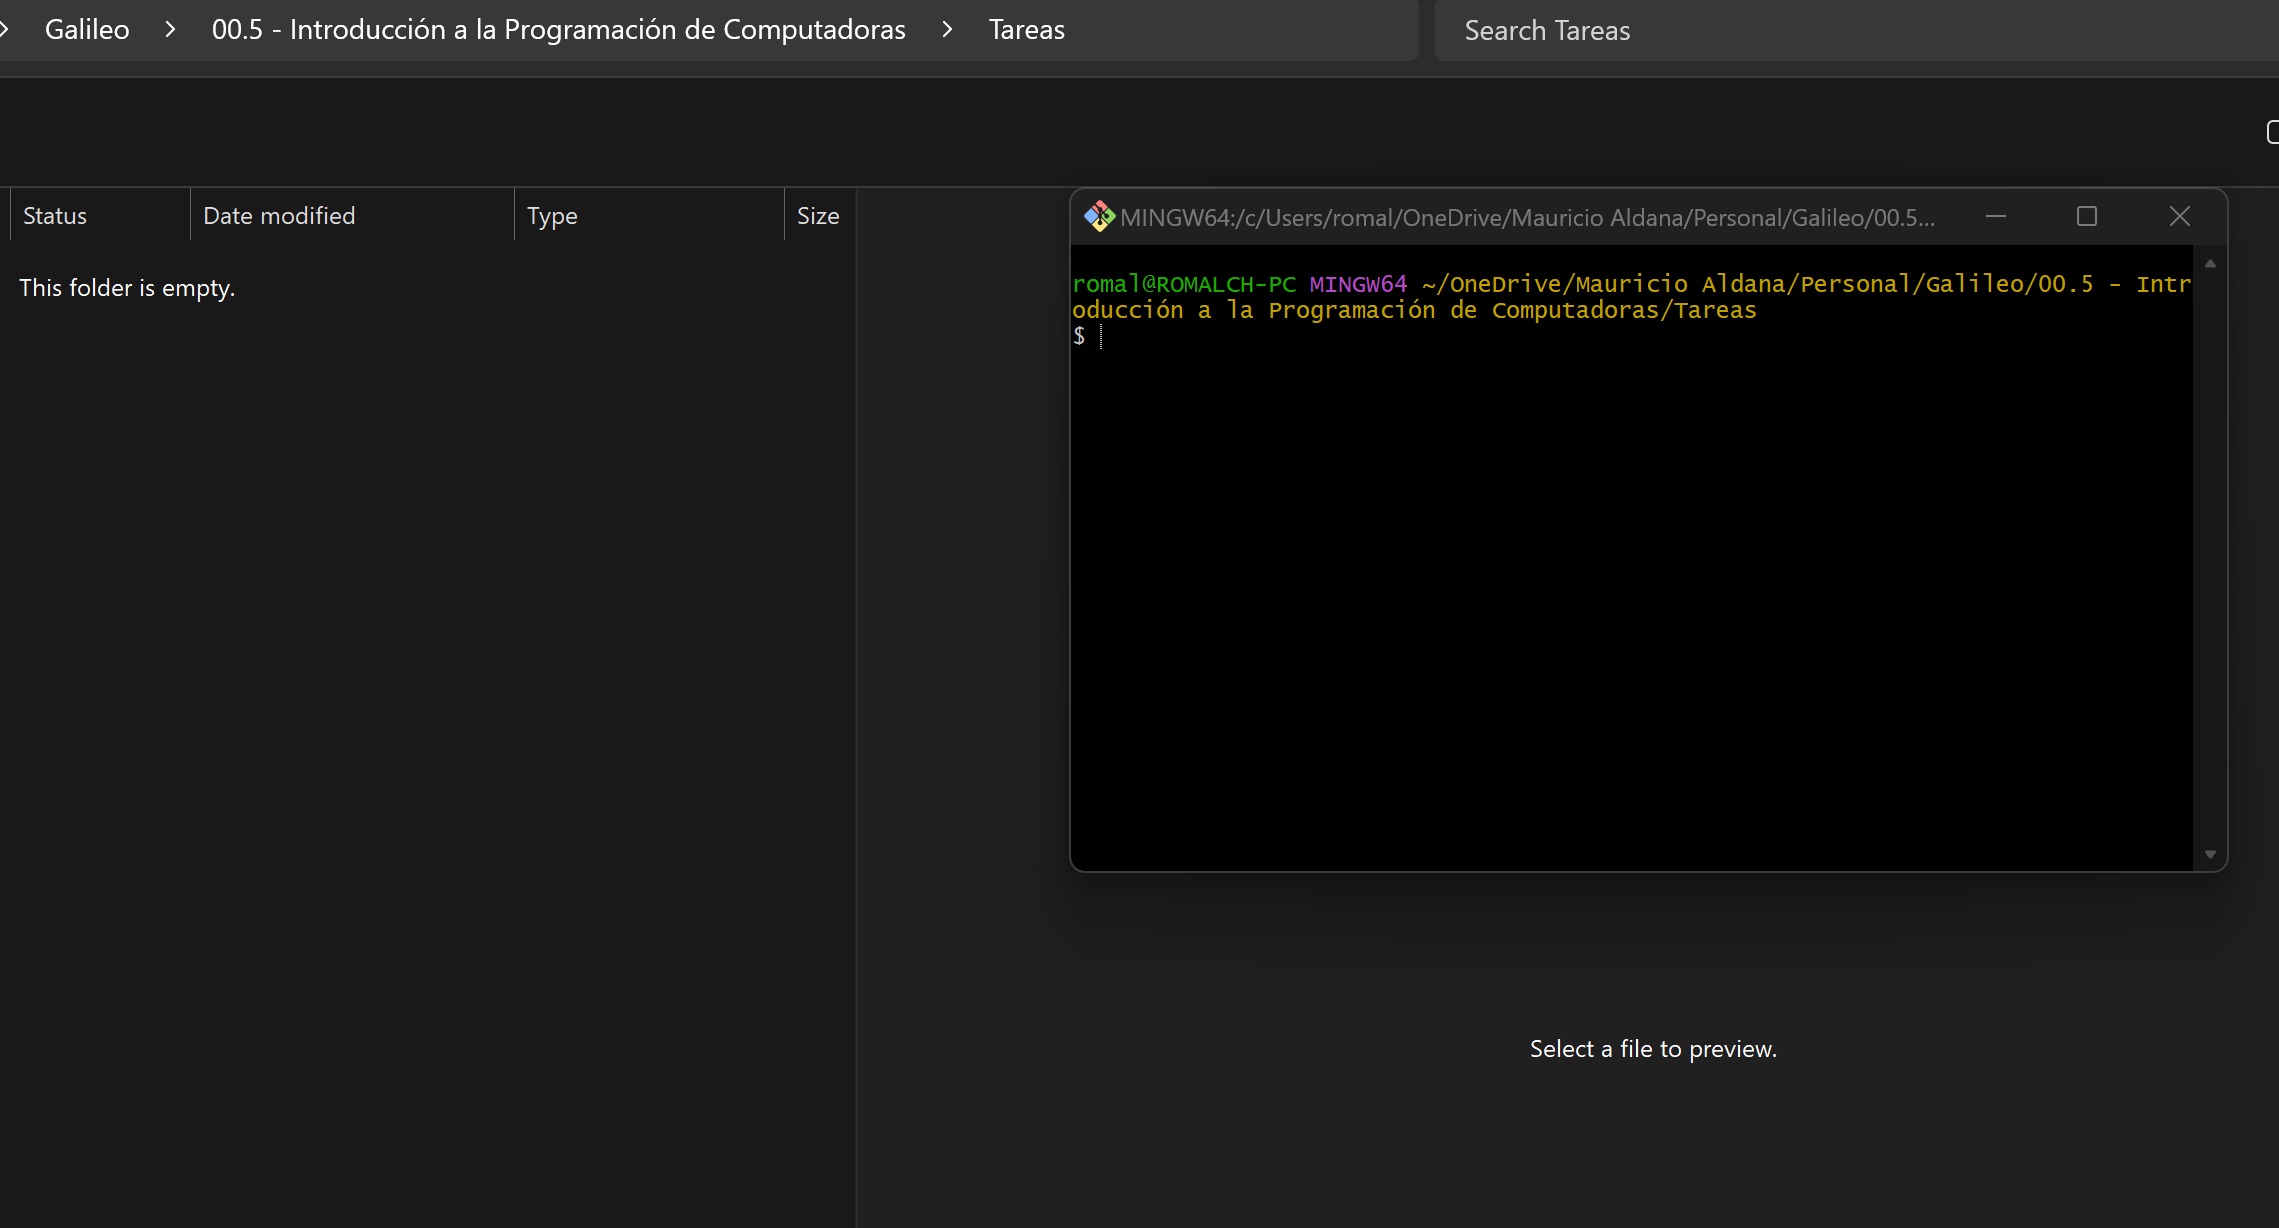 Galileo > 00.5 - Introducción a la Programación de Computadoras > Tareas
Search Tareas
Status Date modified Type Size
This folder is empty.
MINGW64:/c/Users/romal/OneDrive/Mauricio Aldana/Personal/Galileo/00.5...
romal@ROMALCH-PC MINGW64 ~/OneDrive/Mauricio Aldana/Personal/Galileo/00.5 - Intr
oducción a la Programación de Computadoras/Tareas
$
Select a file to preview.